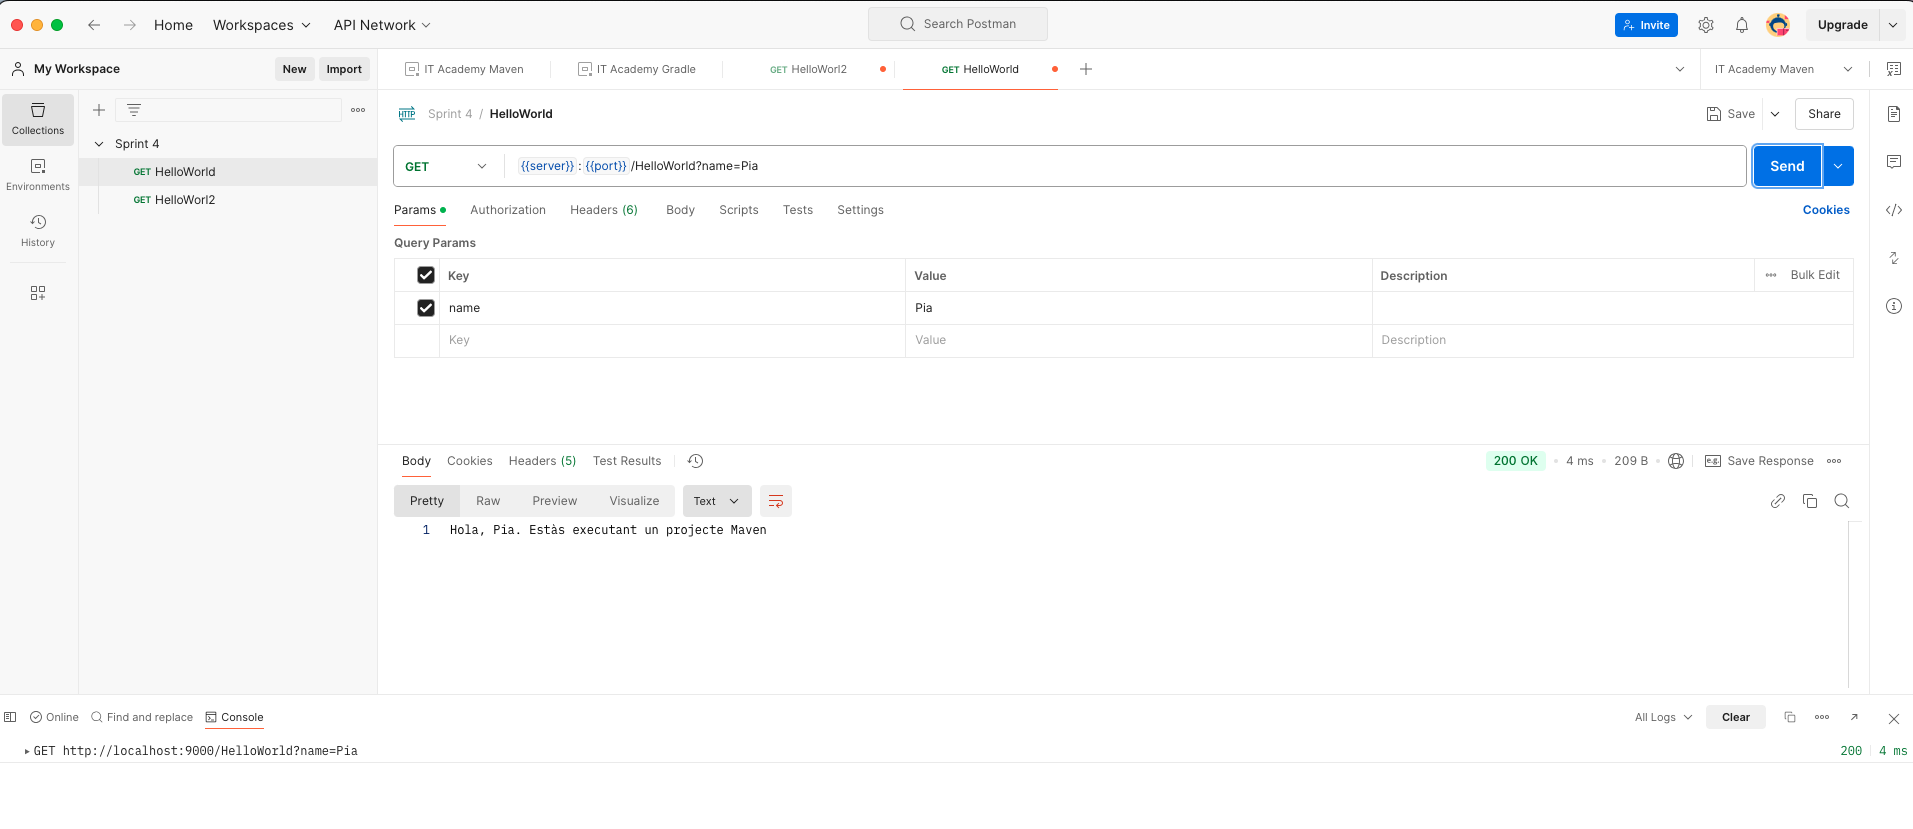 Home Workspaces API Network Search Postman Invite Upgrade
My Workspace New Import IT Academy Maven IT Academy Gradle GET HelloWorl2 GET HelloWorld IT Academy Maven
Collections
Environments
History
Sprint 4
GET HelloWorld
GET HelloWorl2
HTTP Sprint 4 / HelloWorld Save Share
GET {{server}}:{{port}}/HelloWorld?name=Pia Send
Params Authorization Headers (6) Body Scripts Tests Settings Cookies
Query Params
Key Value Description Bulk Edit
name Pia
Key Value Description
Body Cookies Headers (5) Test Results 200 OK 4 ms 209 B e.g. Save Response
Pretty Raw Preview Visualize Text
1 Hola, Pia. Estàs executant un projecte Maven
Online Find and replace Console All Logs Clear
GET http://localhost:9000/HelloWorld?name=Pia 200 4 ms